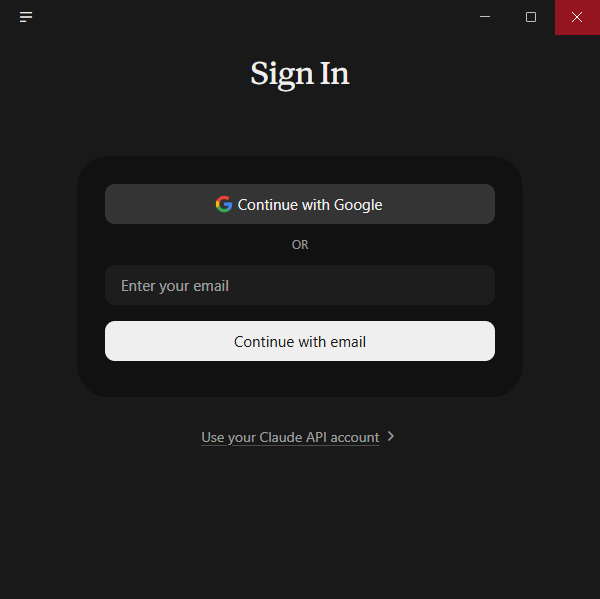 Sign In
Continue with Google
OR
Enter your email
Continue with email
Use your Claude API account